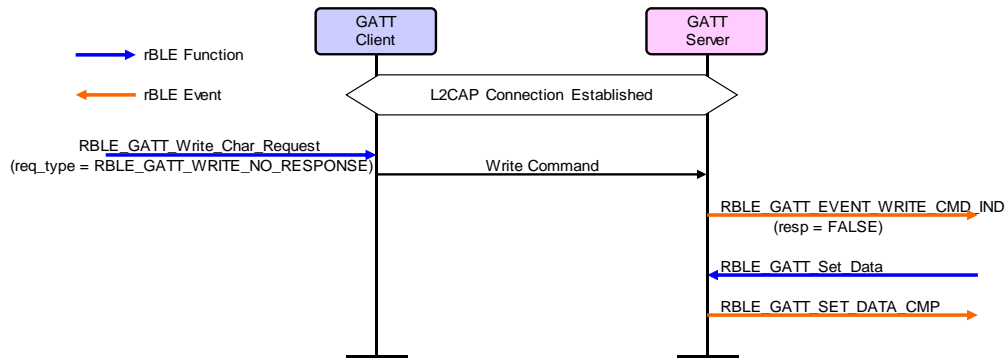 GATT
Client
GATT
Server
rBLE Function
rBLE Event
L2CAP Connection Established
RBLE_GATT_Write_Char_Request
(req_type = RBLE_GATT_WRITE_NO_RESPONSE)
Write Command
RBLE_GATT_EVENT_WRITE_CMD_IND
(resp = FALSE)
RBLE_GATT_Set_Data
RBLE_GATT_SET_DATA_CMP